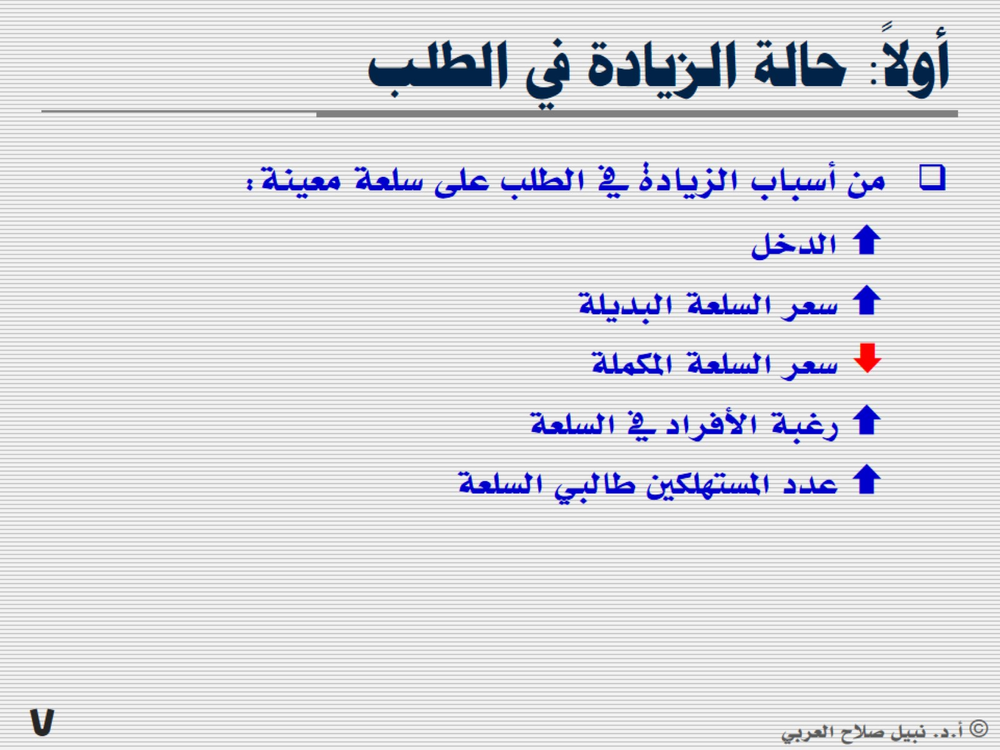 أولاً: حالة الزيادة في الطلب
❑ من أسباب الزيادة في الطلب على سلعة معينة:
⬆ الدخل
⬆ سعر السلعة البديلة
⬇ سعر السلعة المكملة
⬆ رغبة الأفراد في السلعة
⬆ عدد المستهلكين طالبي السلعة
© أ.د. نبيل صلاح العربي
٧